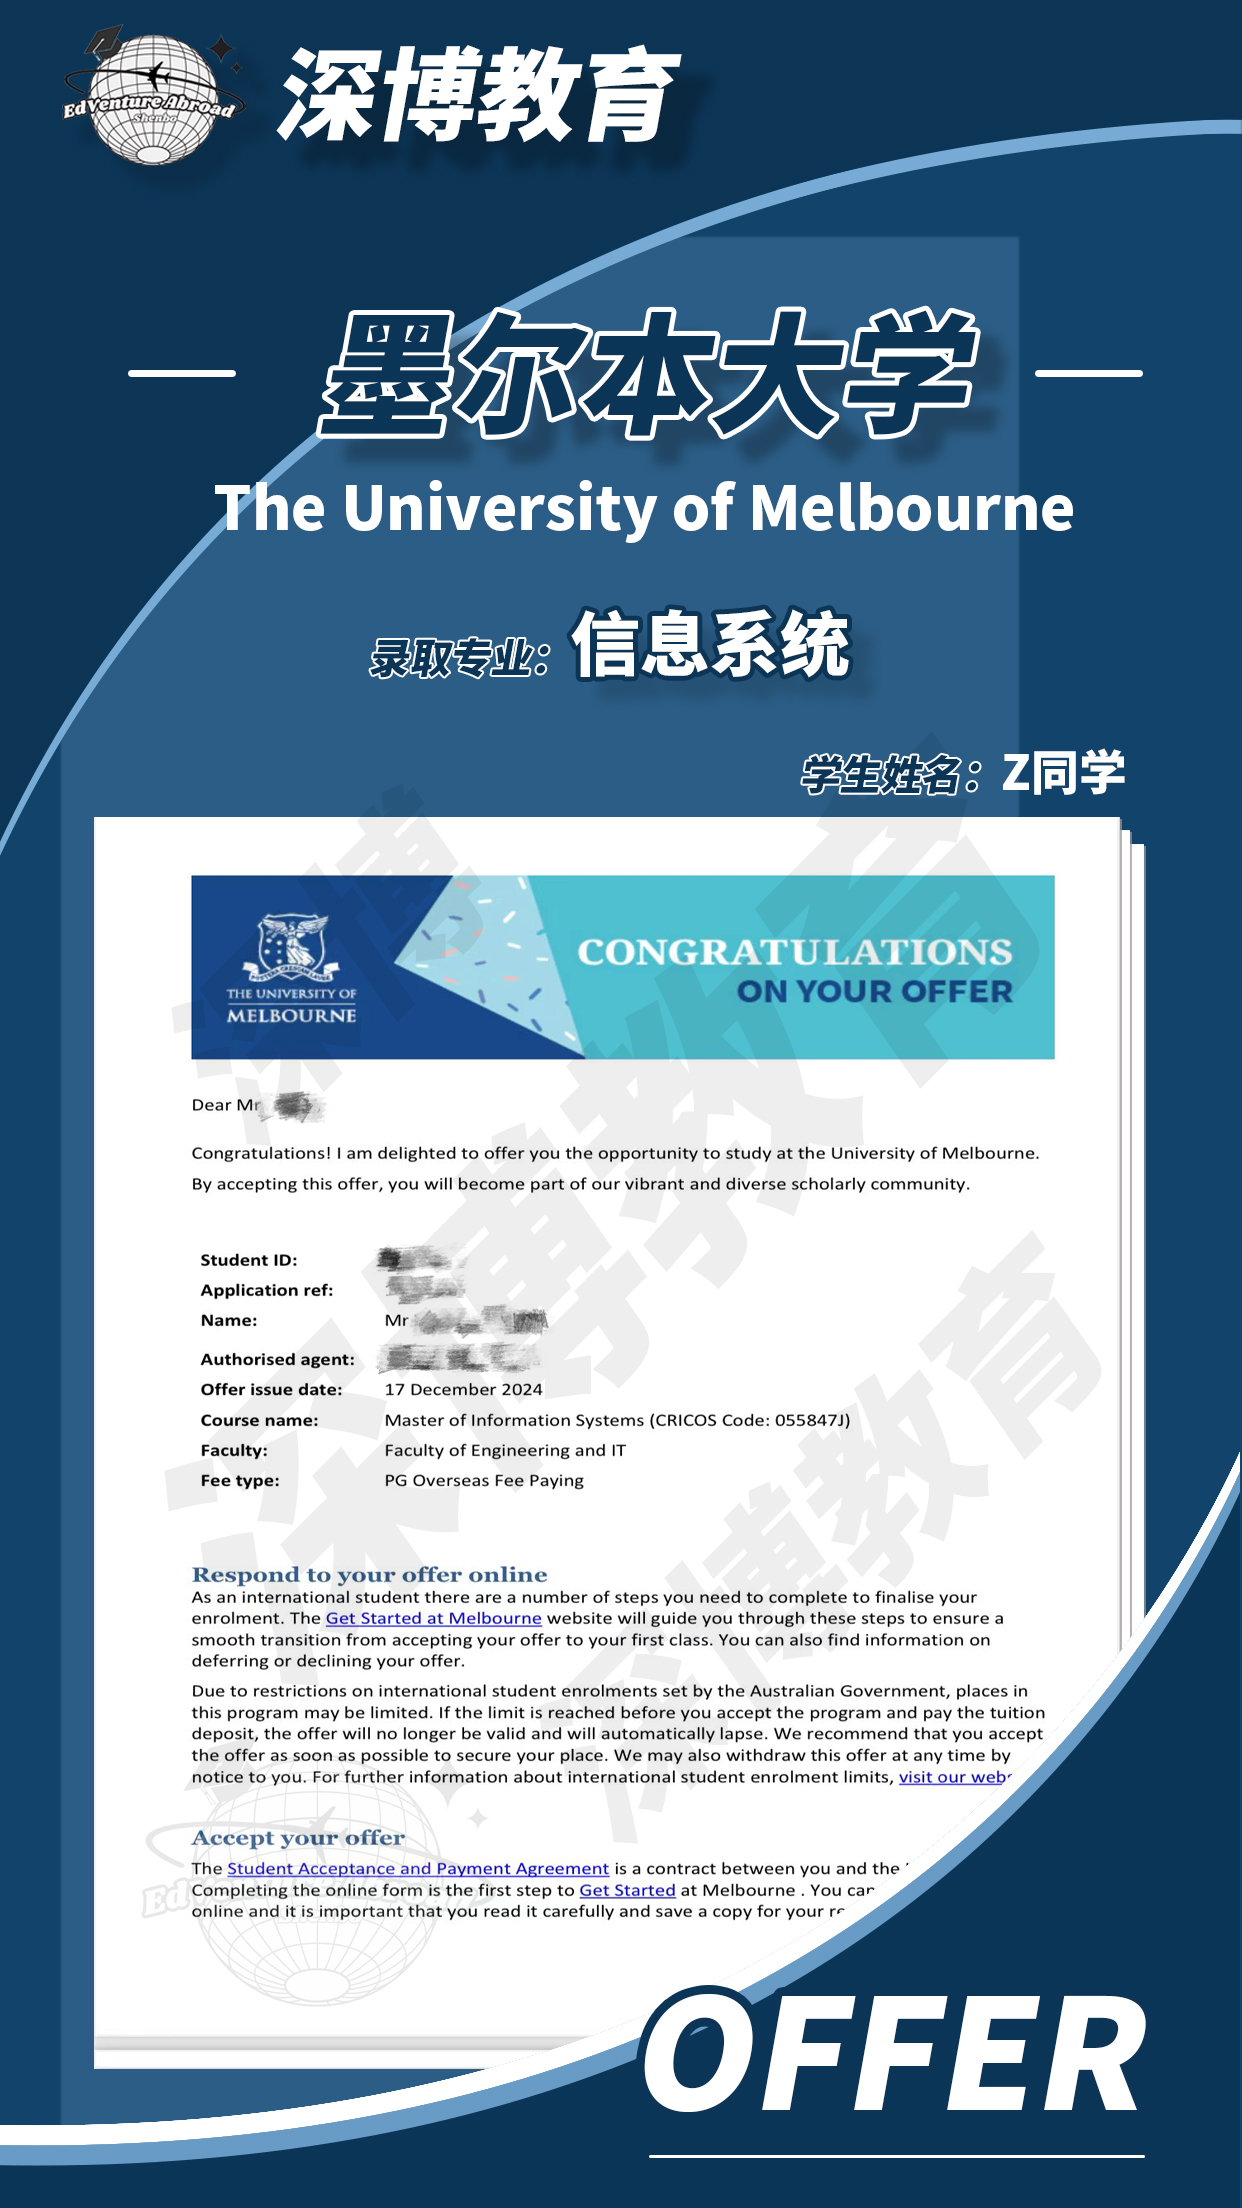 EdVenture Abroad
Shenbo
深博教育
墨尔本大学
The University of Melbourne
录取专业：信息系统
学生姓名：Z同学
THE UNIVERSITY OF
MELBOURNE
CONGRATULATIONS
ON YOUR OFFER
Dear Mr
Congratulations! I am delighted to offer you the opportunity to study at the University of Melbourne.
By accepting this offer, you will become part of our vibrant and diverse scholarly community.
Student ID:
Application ref:
Name: Mr
Authorised agent:
Offer issue date: 17 December 2024
Course name: Master of Information Systems (CRICOS Code: 055847J)
Faculty: Faculty of Engineering and IT
Fee type: PG Overseas Fee Paying
Respond to your offer online
As an international student there are a number of steps you need to complete to finalise your
enrolment. The Get Started at Melbourne website will guide you through these steps to ensure a
smooth transition from accepting your offer to your first class. You can also find information on
deferring or declining your offer.
Due to restrictions on international student enrolments set by the Australian Government, places in
this program may be limited. If the limit is reached before you accept the program and pay the tuition
deposit, the offer will no longer be valid and will automatically lapse. We recommend that you accept
the offer as soon as possible to secure your place. We may also withdraw this offer at any time by
notice to you. For further information about international student enrolment limits, visit our
Accept your offer
The Student Acceptance and Payment Agreement is a contract between you and the
Completing the online form is the first step to Get Started at Melbourne . You can
online and it is important that you read it carefully and save a copy for your
深博
深博教育
深博教育
EdVenture Abroad
Shenbo
OFFER